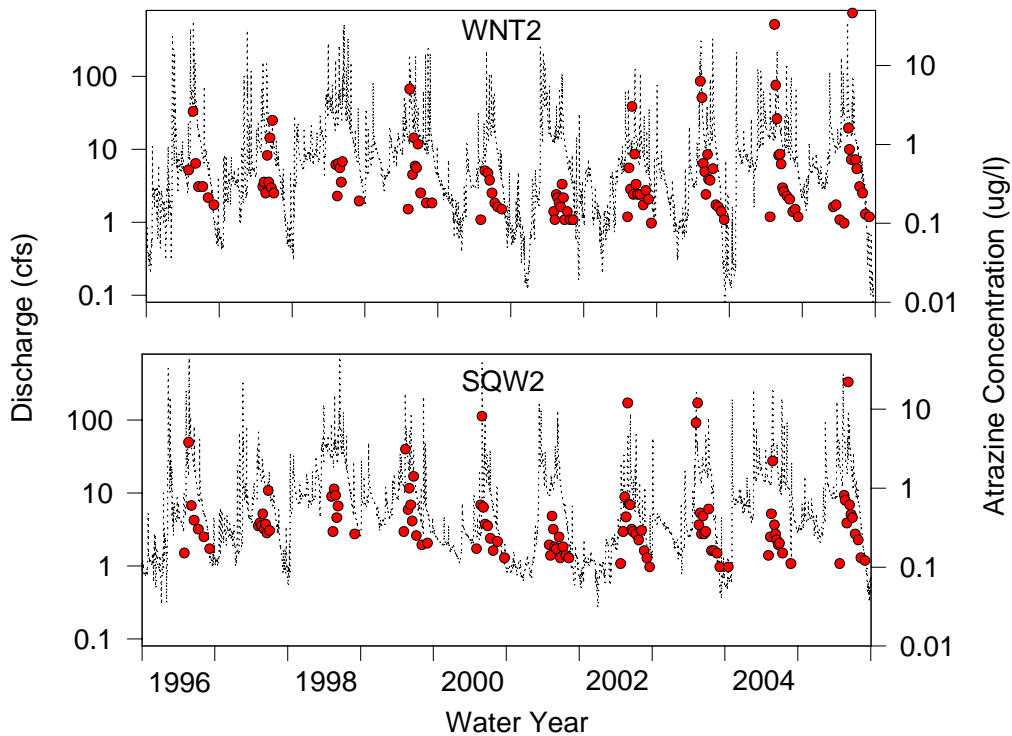 WNT2
100
10
1
0.1
10
1
0.1
0.01
Discharge (cfs)
Atrazine Concentration (ug/l)
SQW2
100
10
1
0.1
10
1
0.1
0.01
1996 1998 2000 2002 2004
Water Year